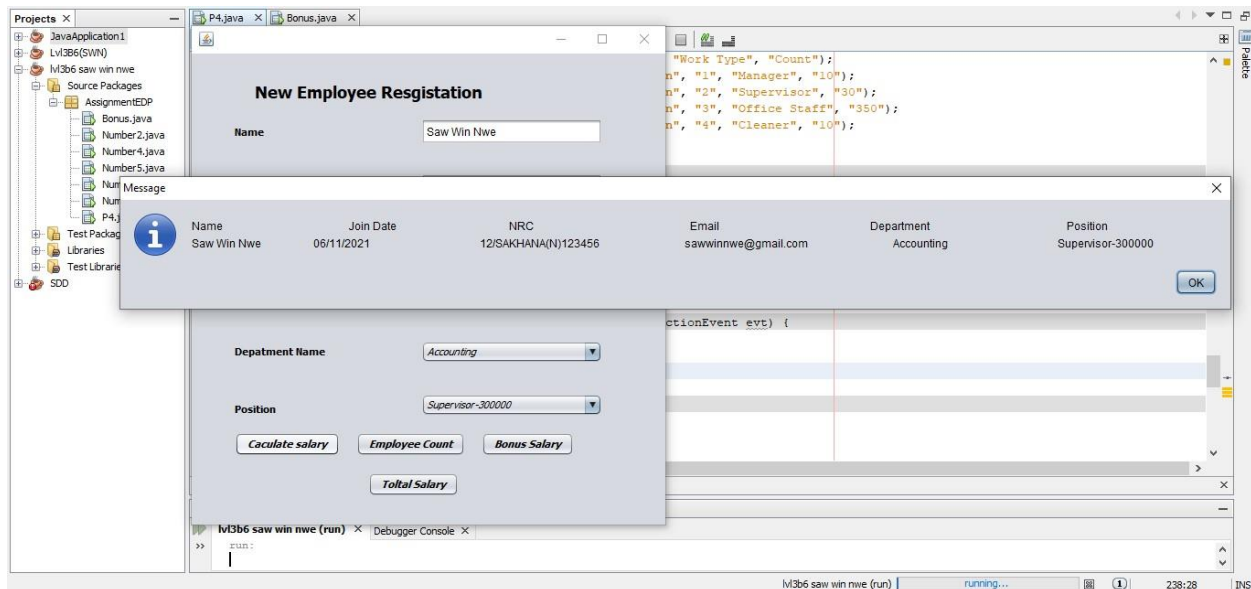 Projects
P4.java
Bonus.java
JavaApplication1
Lvl3B6(SWN)
lvl3b6 saw win nwe
Source Packages
AssignmentEDP
Bonus.java
Number2.java
Number4.java
Number5.java
Num
Num
P4.j
Test Packag
Libraries
Test Librarie
SDD
New Employee Resgistation
Name
Saw Win Nwe
"Work Type", "Count");
n", "1", "Manager", "10");
n", "2", "Supervisor", "30");
n", "3", "Office Staff", "350");
n", "4", "Cleaner", "10");
Palette
Message
Name Join Date NRC Email Department Position
Saw Win Nwe 06/11/2021 12/SAKHANA(N)123456 sawwinnwe@gmail.com Accounting Supervisor-300000
OK
ctionEvent evt) {
Depatment Name
Accounting
Position
Supervisor-300000
Caculate salary
Employee Count
Bonus Salary
Toltal Salary
lvl3b6 saw win nwe (run)
Debugger Console
run:
lvl3b6 saw win nwe (run) running... 1 238:28 INS